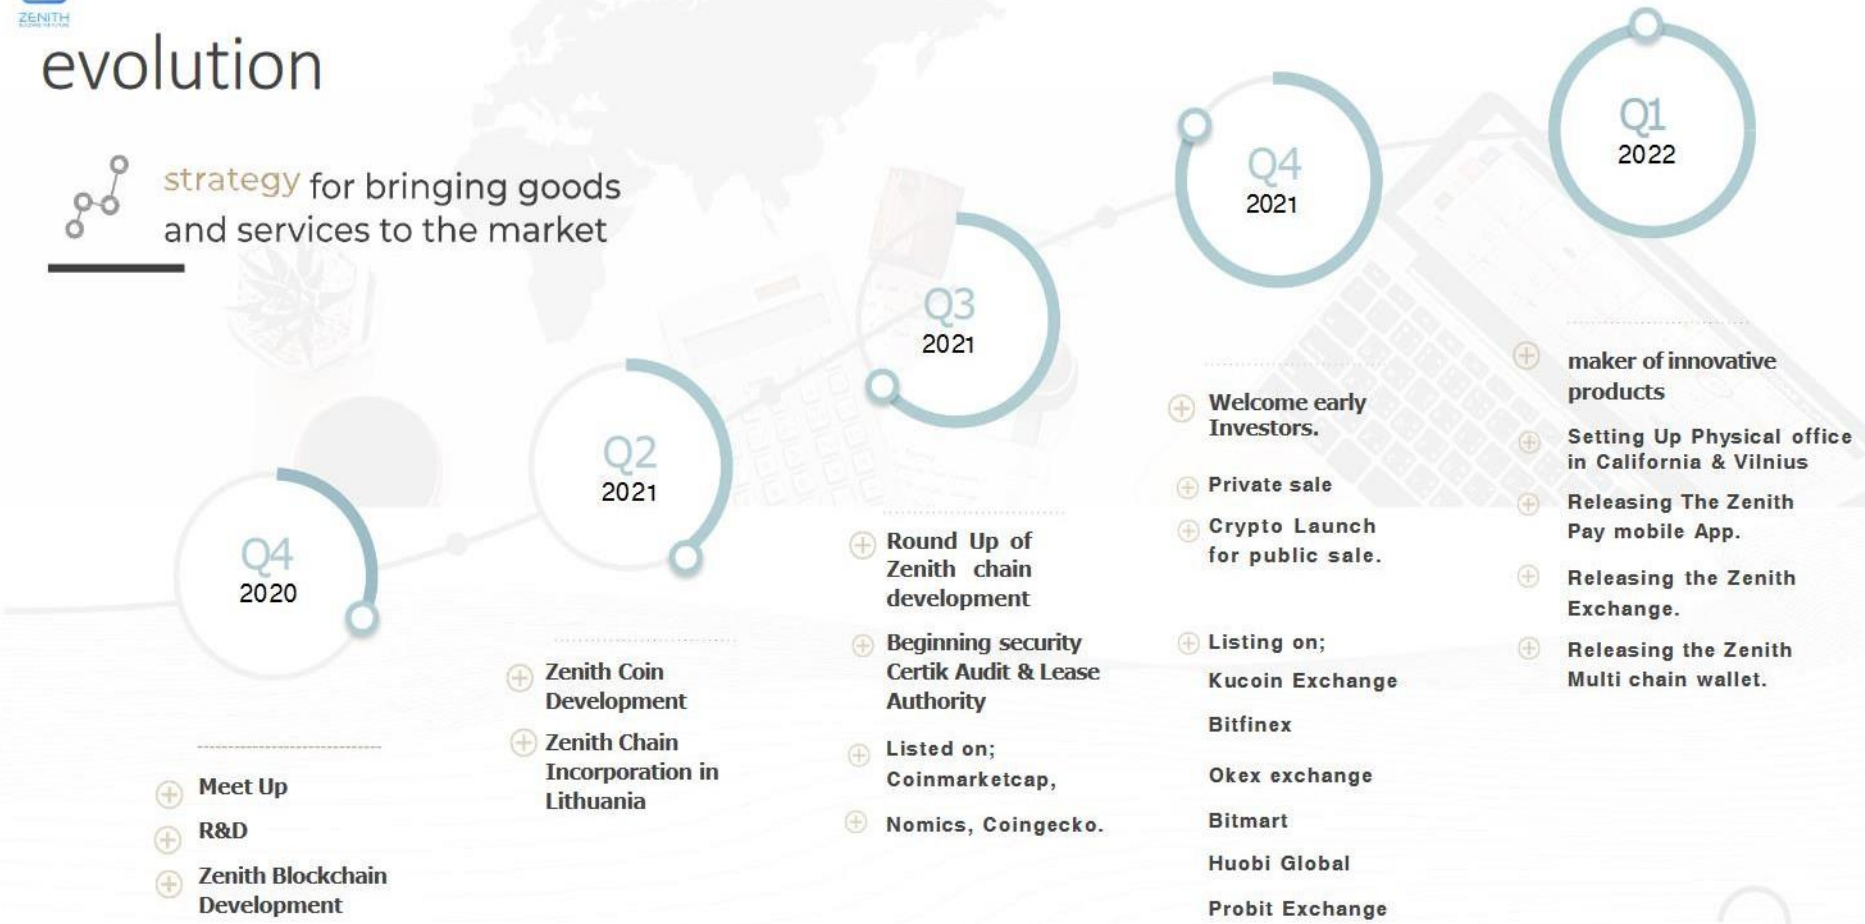 ZENITH
evolution
strategy for bringing goods
and services to the market
Q4
2020
Meet Up
R&D
Zenith Blockchain
Development
Q2
2021
Zenith Coin
Development
Zenith Chain
Incorporation in
Lithuania
Q3
2021
Round Up of
Zenith chain
development
Beginning security
Certik Audit & Lease
Authority
Listed on;
Coinmarketcap,
Nomics, Coingecko.
Q4
2021
Welcome early
Investors.
Private sale
Crypto Launch
for public sale.
Listing on;
Kucoin Exchange
Bitfinex
Okex exchange
Bitmart
Huobi Global
Probit Exchange
Q1
2022
maker of innovative
products
Setting Up Physical office
in California & Vilnius
Releasing The Zenith
Pay mobile App.
Releasing the Zenith
Exchange.
Releasing the Zenith
Multi chain wallet.